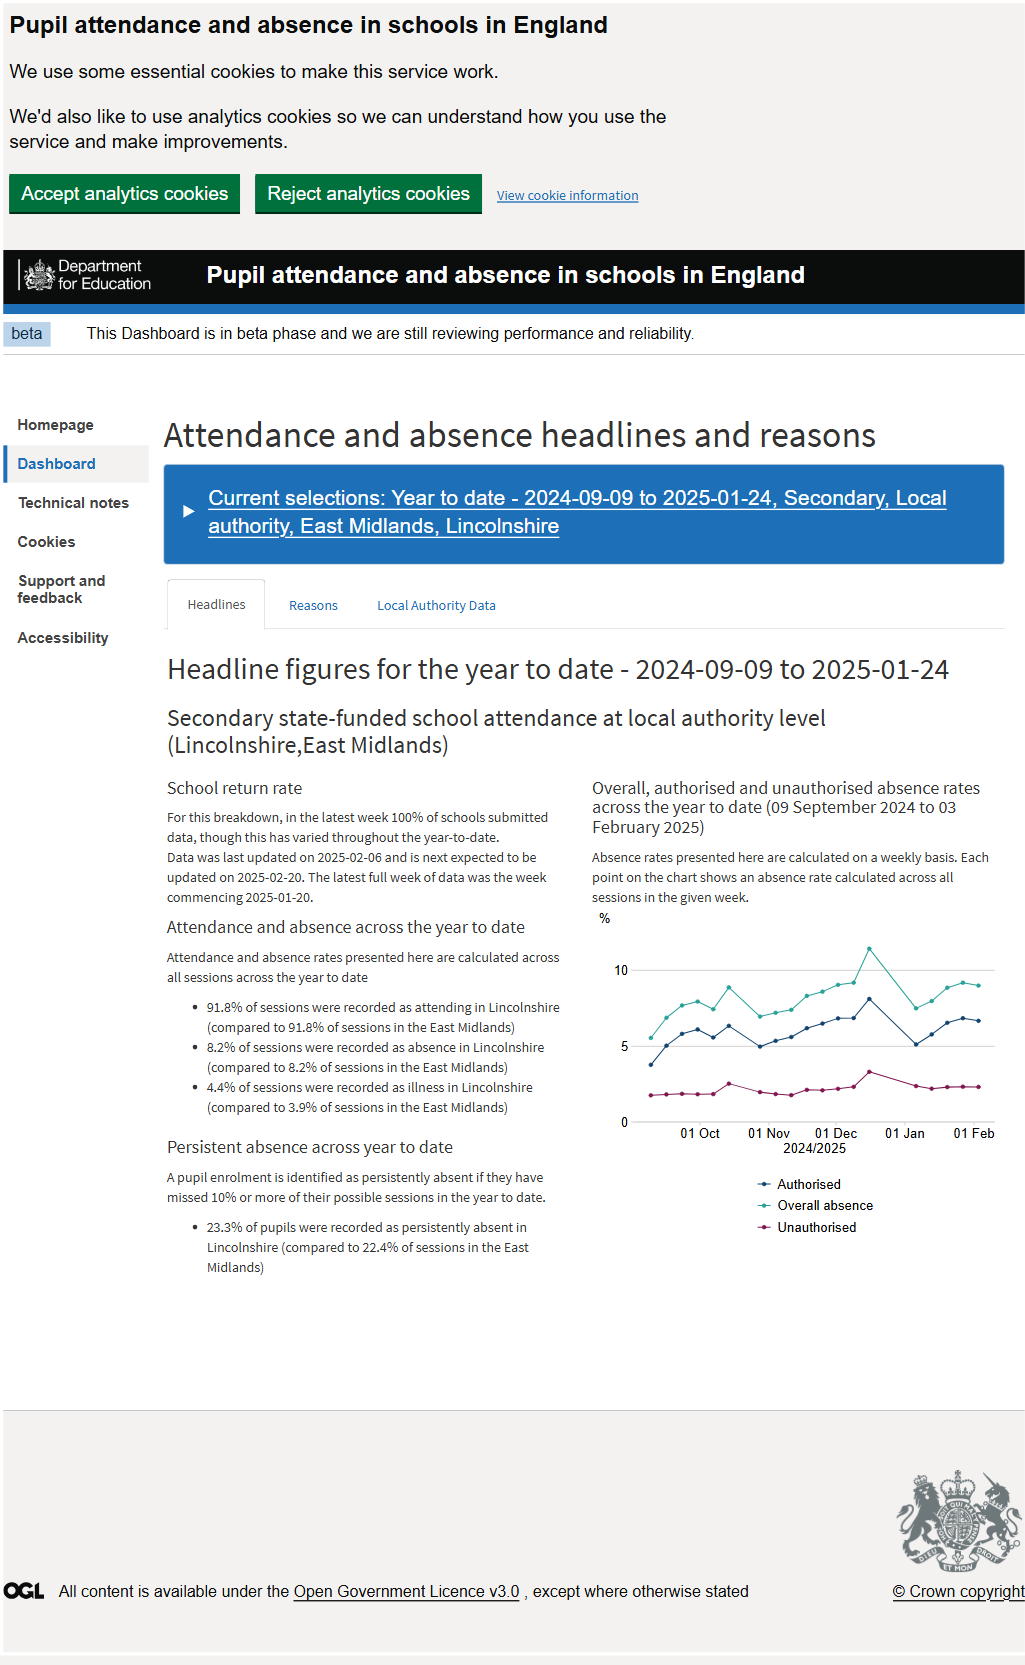 Pupil attendance and absence in schools in England
We use some essential cookies to make this service work.
We'd also like to use analytics cookies so we can understand how you use the
service and make improvements.
Accept analytics cookies Reject analytics cookies View cookie information
Department
for Education
Pupil attendance and absence in schools in England
beta This Dashboard is in beta phase and we are still reviewing performance and reliability.
Homepage
Dashboard
Technical notes
Cookies
Support and
feedback
Accessibility
Attendance and absence headlines and reasons
Current selections: Year to date - 2024-09-09 to 2025-01-24, Secondary, Local
authority, East Midlands, Lincolnshire
Headlines Reasons Local Authority Data
Headline figures for the year to date - 2024-09-09 to 2025-01-24
Secondary state-funded school attendance at local authority level
(Lincolnshire,East Midlands)
School return rate
For this breakdown, in the latest week 100% of schools submitted
data, though this has varied throughout the year-to-date.
Data was last updated on 2025-02-06 and is next expected to be
updated on 2025-02-20. The latest full week of data was the week
commencing 2025-01-20.
Attendance and absence across the year to date
Attendance and absence rates presented here are calculated across
all sessions across the year to date
• 91.8% of sessions were recorded as attending in Lincolnshire
(compared to 91.8% of sessions in the East Midlands)
• 8.2% of sessions were recorded as absence in Lincolnshire
(compared to 8.2% of sessions in the East Midlands)
• 4.4% of sessions were recorded as illness in Lincolnshire
(compared to 3.9% of sessions in the East Midlands)
Persistent absence across year to date
A pupil enrolment is identified as persistently absent if they have
missed 10% or more of their possible sessions in the year to date.
• 23.3% of pupils were recorded as persistently absent in
Lincolnshire (compared to 22.4% of sessions in the East
Midlands)
Overall, authorised and unauthorised absence rates
across the year to date (09 September 2024 to 03
February 2025)
Absence rates presented here are calculated on a weekly basis. Each
point on the chart shows an absence rate calculated across all
sessions in the given week.
%
10
5
0
01 Oct 01 Nov 01 Dec 01 Jan 01 Feb
2024/2025
Authorised
Overall absence
Unauthorised
OGL All content is available under the Open Government Licence v3.0 , except where otherwise stated
© Crown copyright